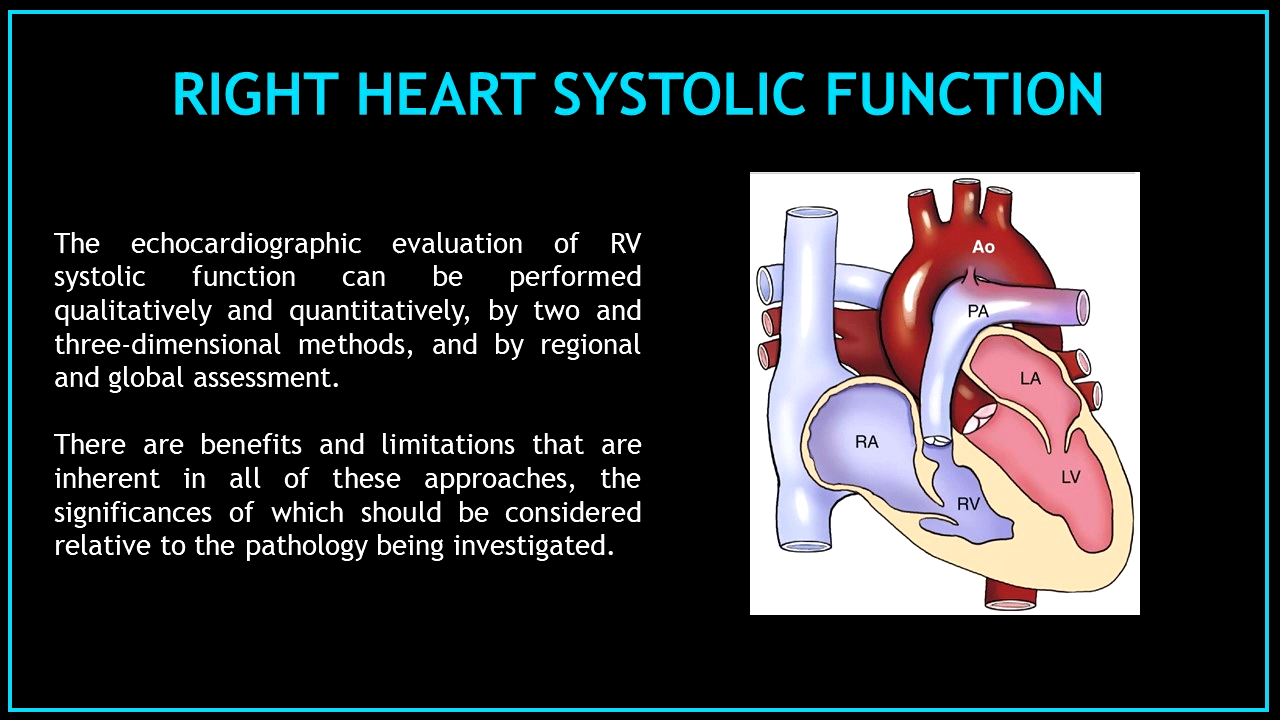 RIGHT HEART SYSTOLIC FUNCTION
The echocardiographic evaluation of RV
systolic function can be performed
qualitatively and quantitatively, by two and
three-dimensional methods, and by regional
and global assessment.
There are benefits and limitations that are
inherent in all of these approaches, the
significances of which should be considered
relative to the pathology being investigated.
Ao
PA
LA
RA
LV
RV